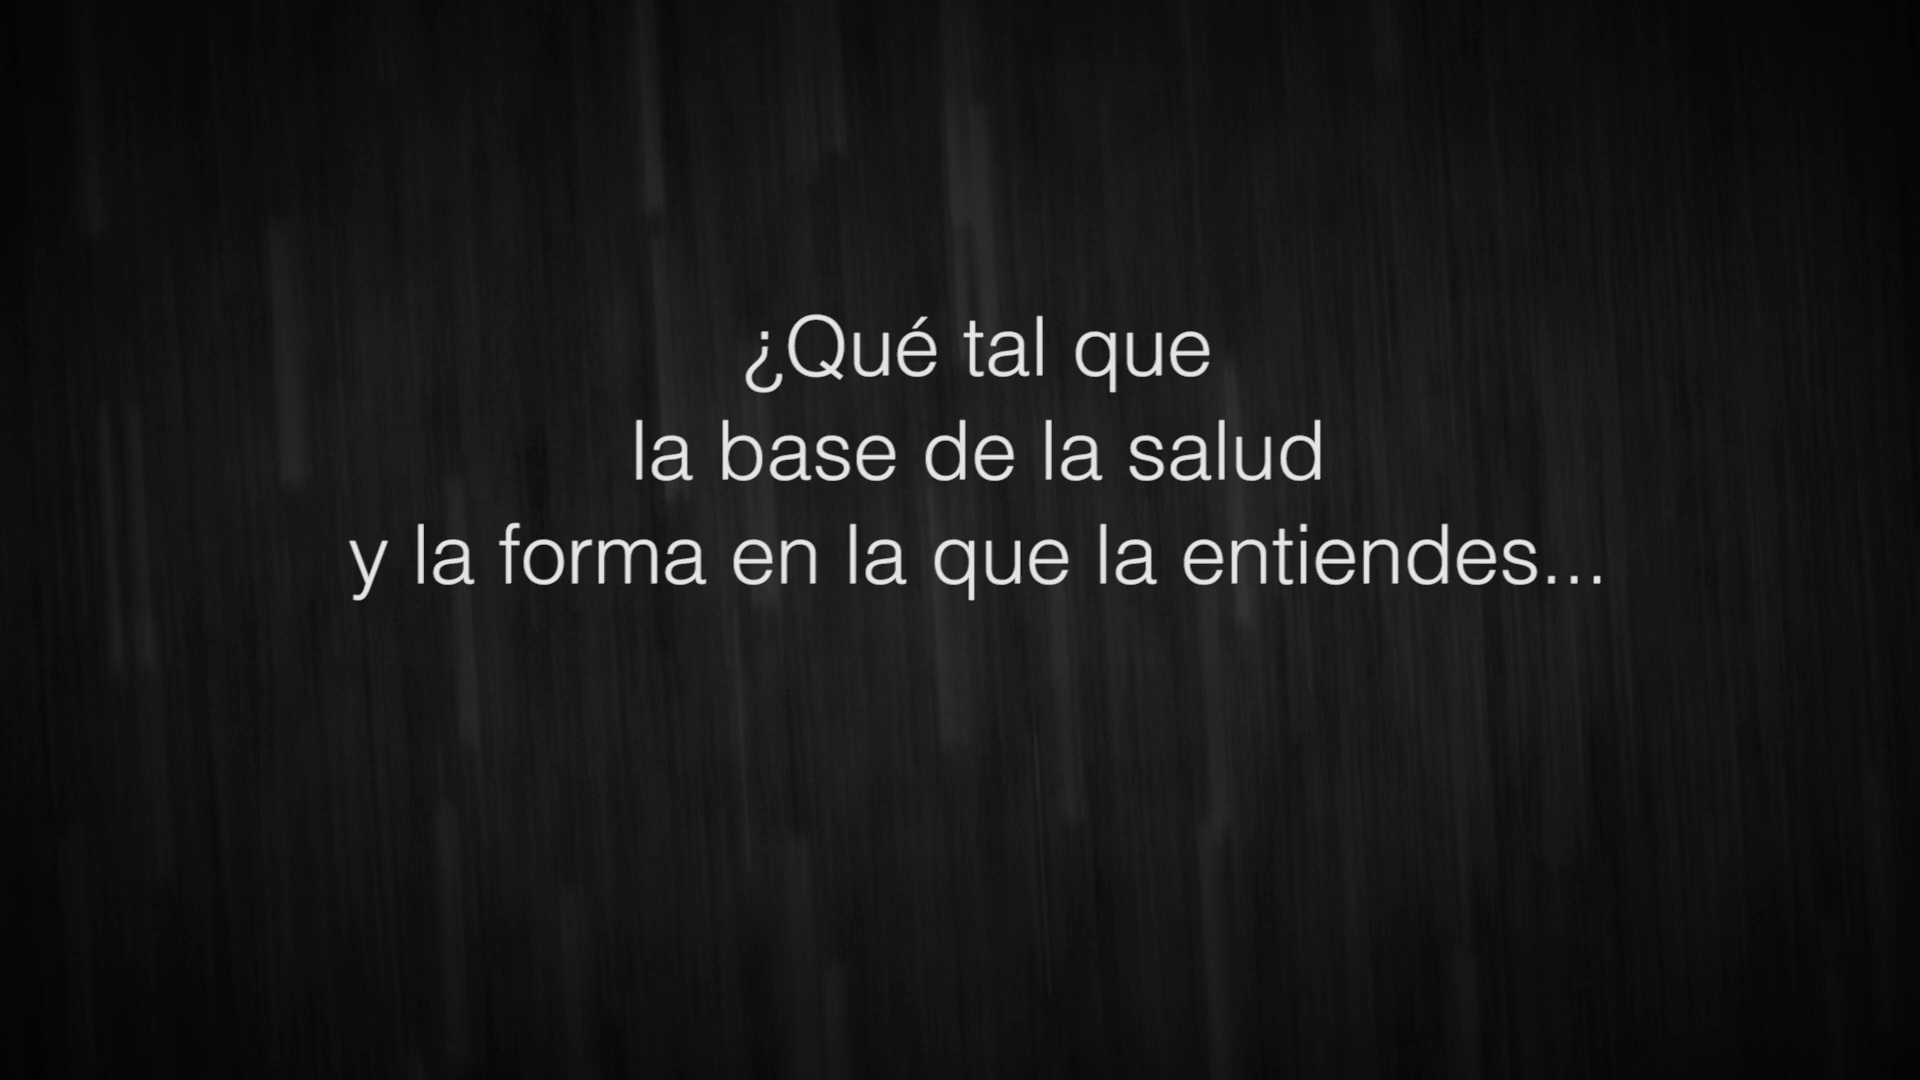 ¿Qué tal que
la base de la salud
y la forma en la que la entiendes...